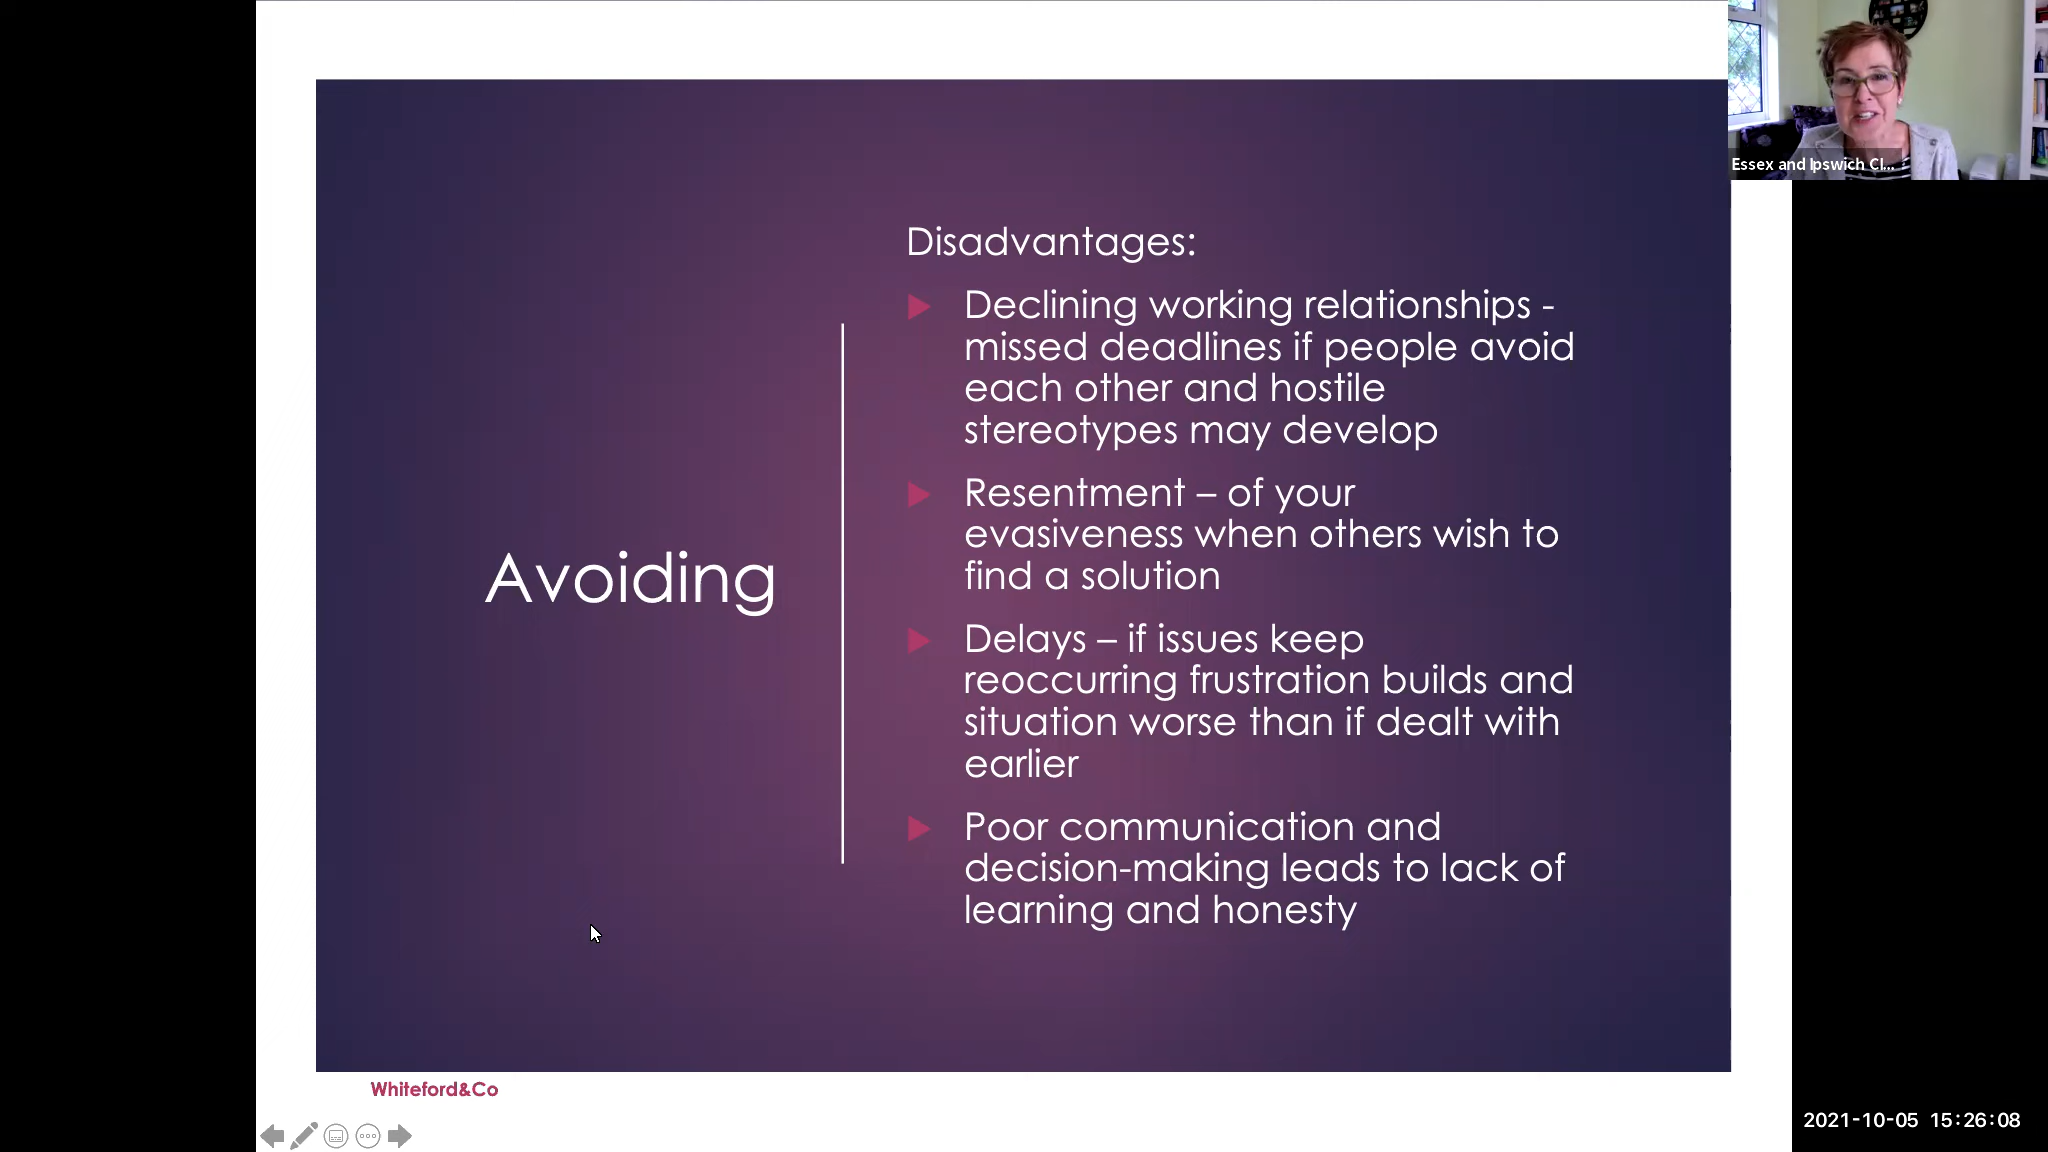 Essex and Ipswich Cl...
Disadvantages:
Declining working relationships -
missed deadlines if people avoid
each other and hostile
stereotypes may develop
Resentment – of your
evasiveness when others wish to
find a solution
Avoiding
Delays – if issues keep
reoccurring frustration builds and
situation worse than if dealt with
earlier
Poor communication and
decision-making leads to lack of
learning and honesty
Whiteford&Co
2021-10-05 15:26:08